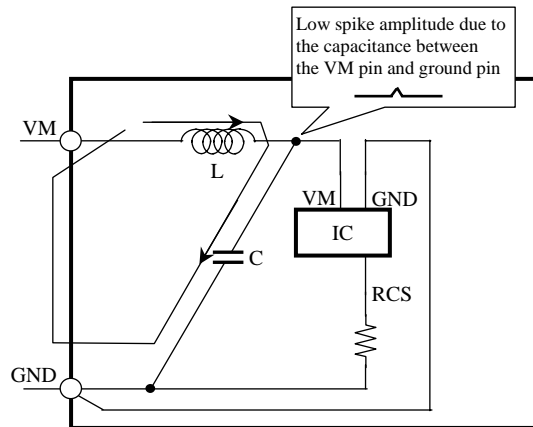 Low spike amplitude due to
the capacitance between
the VM pin and ground pin
VM
L
VM
GND
IC
C
RCS
GND